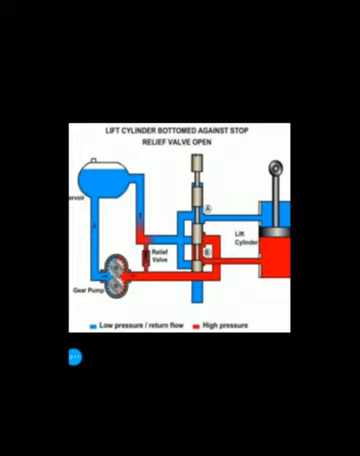 LIFT CYLINDER BOTTOMED AGAINST STOP
RELIEF VALVE OPEN
ervoir
A
Lift
Cylinder
B
Relief
Valve
Gear Pump
Low pressure / return flow
High pressure